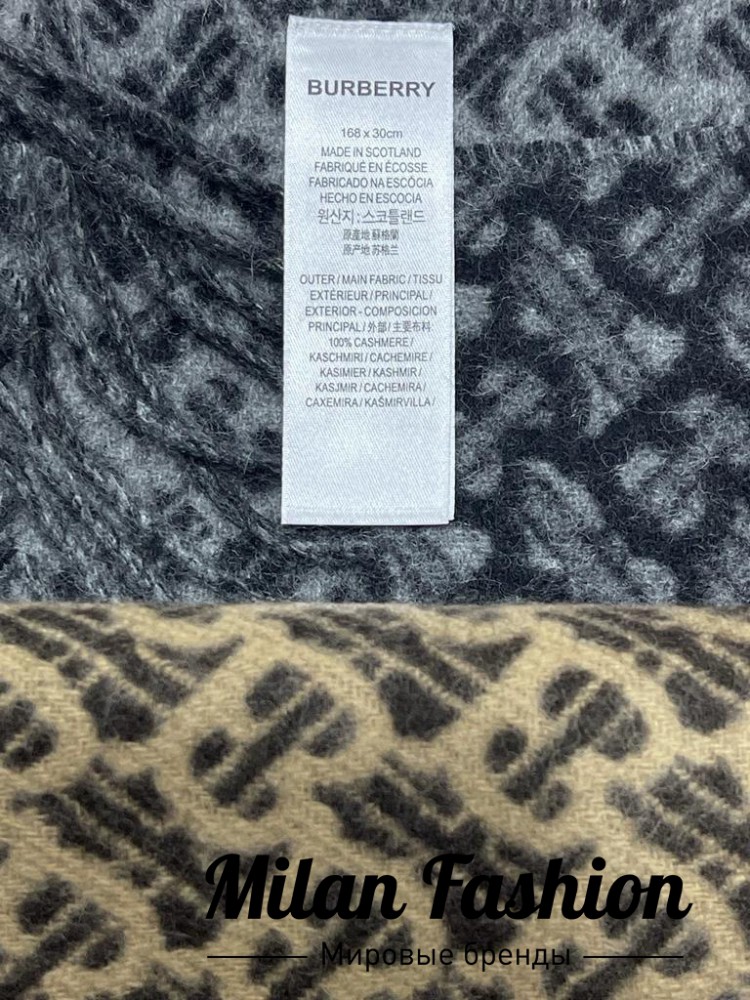 BURBERRY
168 x 30cm
MADE IN SCOTLAND
FABRIQUÉ EN ÉCOSSE
FABRICADO NA ESCÓCIA
HECHO EN ESCOCIA
원산지 : 스코틀랜드
原產地 蘇格蘭
原产地 苏格兰
OUTER / MAIN FABRIC / TISSU
EXTÉRIEUR / PRINCIPAL /
EXTERIOR - COMPOSICION
PRINCIPAL / 外部 / 主要布料
100% CASHMERE /
KASCHMIRI / CACHEMIRE /
KASIMIER / KASHMIR /
KASJMIR / CACHEMIRA /
CAXEMIRA / KAŠMIRVILLA /
Milan Fashion
Мировые бренды